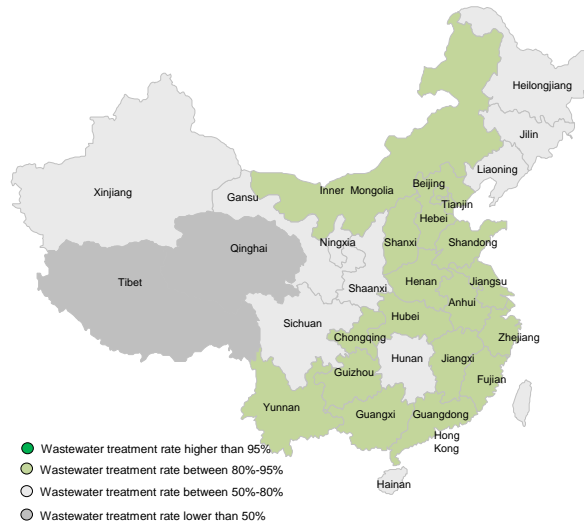 Heilongjiang
Jilin
Liaoning
Xinjiang
Gansu
Inner Mongolia
Beijing
Tianjin
Hebei
Qinghai
Ningxia
Shanxi
Shandong
Tibet
Shaanxi
Henan
Jiangsu
Anhui
Sichuan
Hubei
Chongqing
Zhejiang
Hunan
Jiangxi
Guizhou
Fujian
Yunnan
Guangxi
Guangdong
Hong
Kong
Hainan
Wastewater treatment rate higher than 95%
Wastewater treatment rate between 80%-95%
Wastewater treatment rate between 50%-80%
Wastewater treatment rate lower than 50%